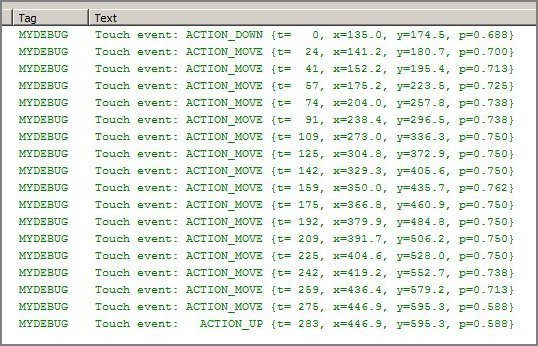 Tag Text
MYDEBUG Touch event: ACTION_DOWN {t=   0, x=135.0, y=174.5, p=0.688}
MYDEBUG Touch event: ACTION_MOVE {t=  24, x=141.2, y=180.7, p=0.700}
MYDEBUG Touch event: ACTION_MOVE {t=  41, x=152.2, y=195.4, p=0.713}
MYDEBUG Touch event: ACTION_MOVE {t=  57, x=175.2, y=223.5, p=0.725}
MYDEBUG Touch event: ACTION_MOVE {t=  74, x=204.0, y=257.8, p=0.738}
MYDEBUG Touch event: ACTION_MOVE {t=  91, x=238.4, y=296.5, p=0.738}
MYDEBUG Touch event: ACTION_MOVE {t= 109, x=273.0, y=336.3, p=0.750}
MYDEBUG Touch event: ACTION_MOVE {t= 125, x=304.8, y=372.9, p=0.750}
MYDEBUG Touch event: ACTION_MOVE {t= 142, x=329.3, y=405.6, p=0.750}
MYDEBUG Touch event: ACTION_MOVE {t= 159, x=350.0, y=435.7, p=0.762}
MYDEBUG Touch event: ACTION_MOVE {t= 175, x=366.8, y=460.9, p=0.750}
MYDEBUG Touch event: ACTION_MOVE {t= 192, x=379.9, y=484.8, p=0.750}
MYDEBUG Touch event: ACTION_MOVE {t= 209, x=391.7, y=506.2, p=0.750}
MYDEBUG Touch event: ACTION_MOVE {t= 225, x=404.6, y=528.0, p=0.750}
MYDEBUG Touch event: ACTION_MOVE {t= 242, x=419.2, y=552.7, p=0.738}
MYDEBUG Touch event: ACTION_MOVE {t= 259, x=436.4, y=579.2, p=0.713}
MYDEBUG Touch event: ACTION_MOVE {t= 275, x=446.9, y=595.3, p=0.588}
MYDEBUG Touch event:   ACTION_UP {t= 283, x=446.9, y=595.3, p=0.588}